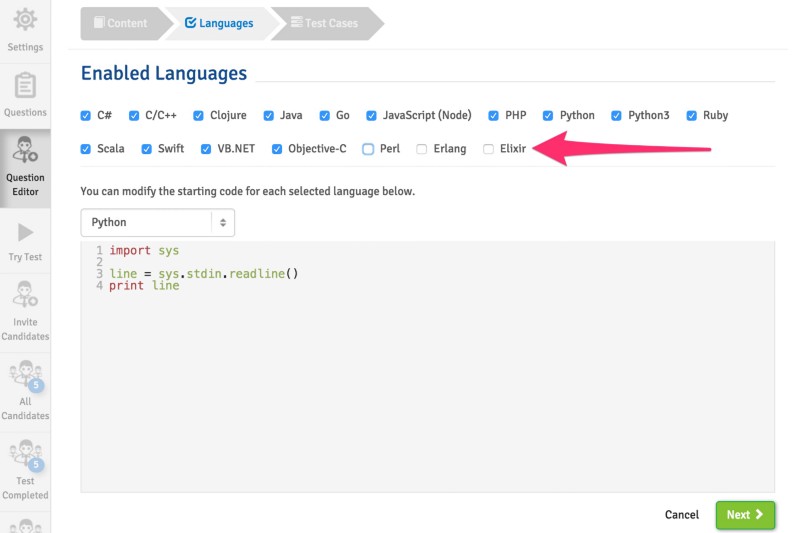 Settings
Questions
Question
Editor
Try Test
Invite
Candidates
5
All
Candidates
5
Test
Completed
Content
Languages
Test Cases
Enabled Languages
C# C/C++ Clojure Java Go JavaScript (Node) PHP Python Python3 Ruby
Scala Swift VB.NET Objective-C Perl Erlang Elixir
You can modify the starting code for each selected language below.
Python
1 import sys
2
3 line = sys.stdin.readline()
4 print line
Cancel
Next